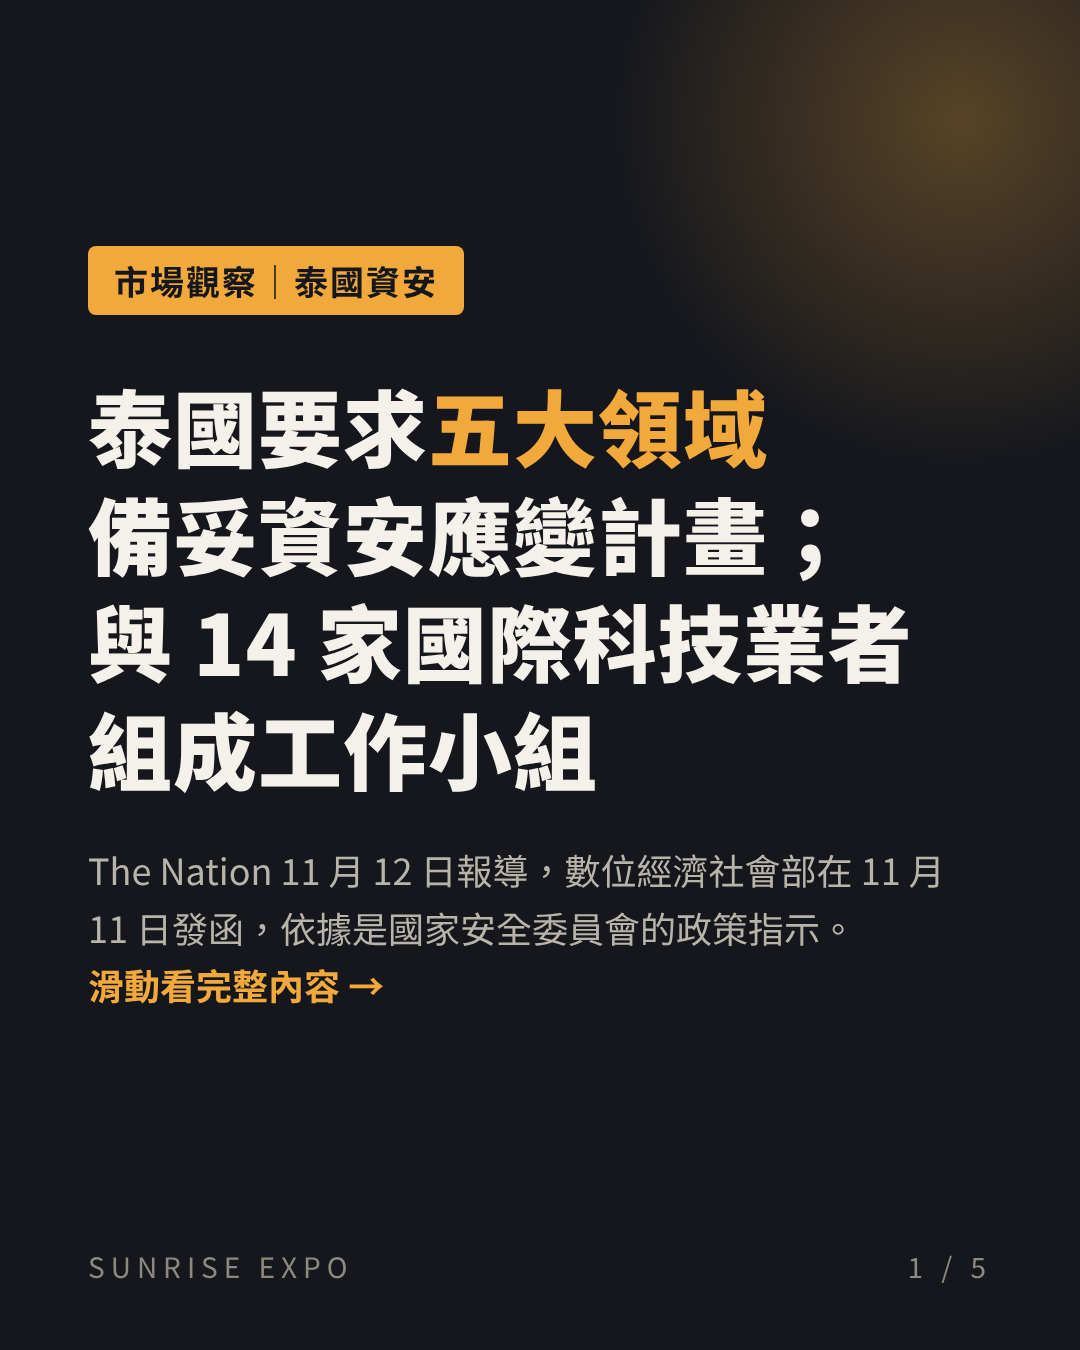 市場觀察｜泰國資安
泰國要求五大領域
備妥資安應變計畫；
與 14 家國際科技業者
組成工作小組
The Nation 11 月 12 日報導，數位經濟社會部在 11 月
11 日發函，依據是國家安全委員會的政策指示。
滑動看完整內容 →
SUNRISE EXPO
1 / 5